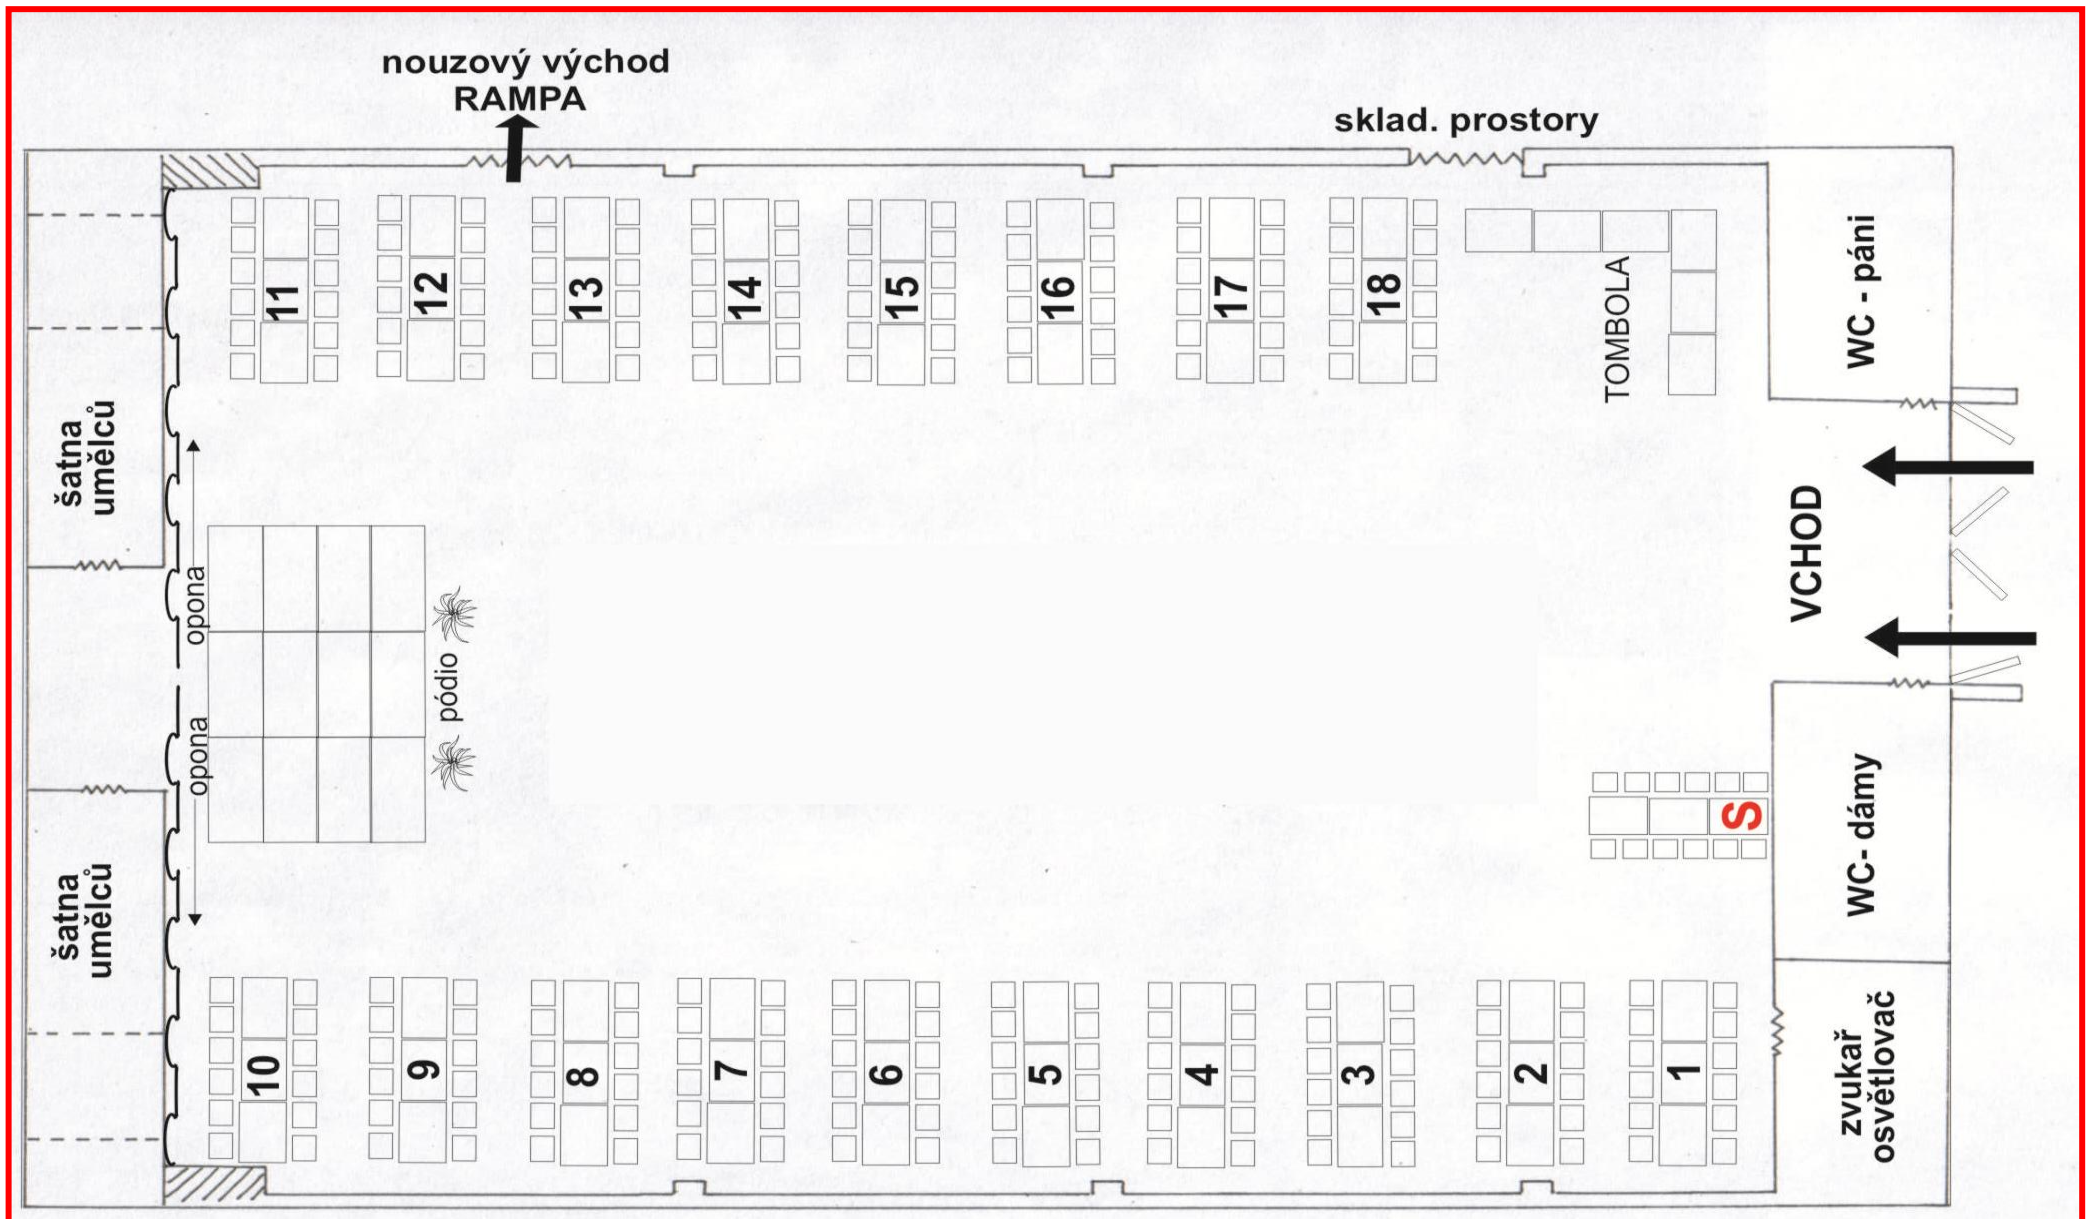 nouzový východ
RAMPA
sklad. prostory
11
12
13
14
15
16
17
18
TOMBOLA
WC - páni
šatna
umělců
opona
pódio
opona
VCHOD
S
WC- dámy
šatna
umělců
10
9
8
7
6
5
4
3
2
1
zvukař
osvětlovač